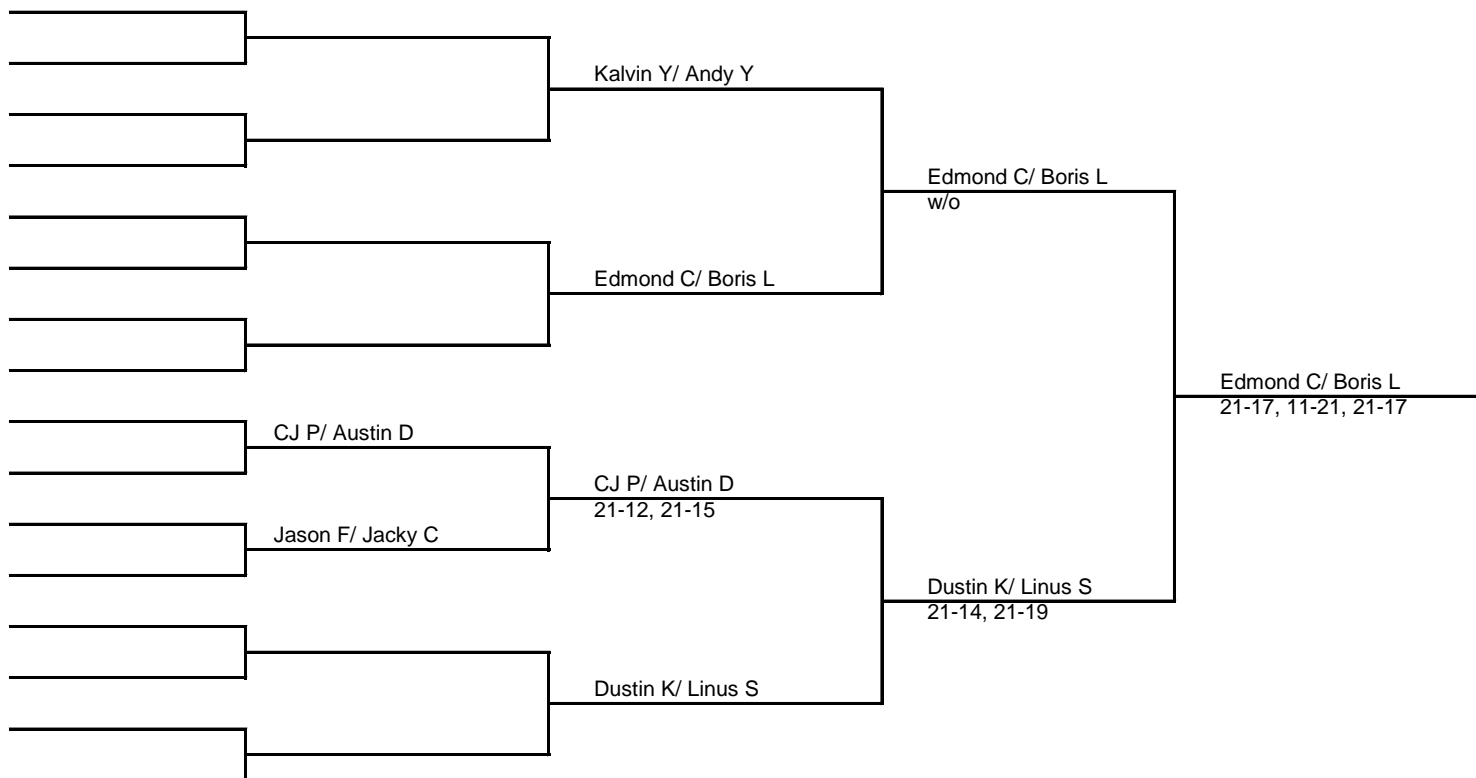 Kalvin Y/ Andy Y
Edmond C/ Boris L
w/o
Edmond C/ Boris L
Edmond C/ Boris L
21-17, 11-21, 21-17
CJ P/ Austin D
CJ P/ Austin D
21-12, 21-15
Jason F/ Jacky C
Dustin K/ Linus S
21-14, 21-19
Dustin K/ Linus S